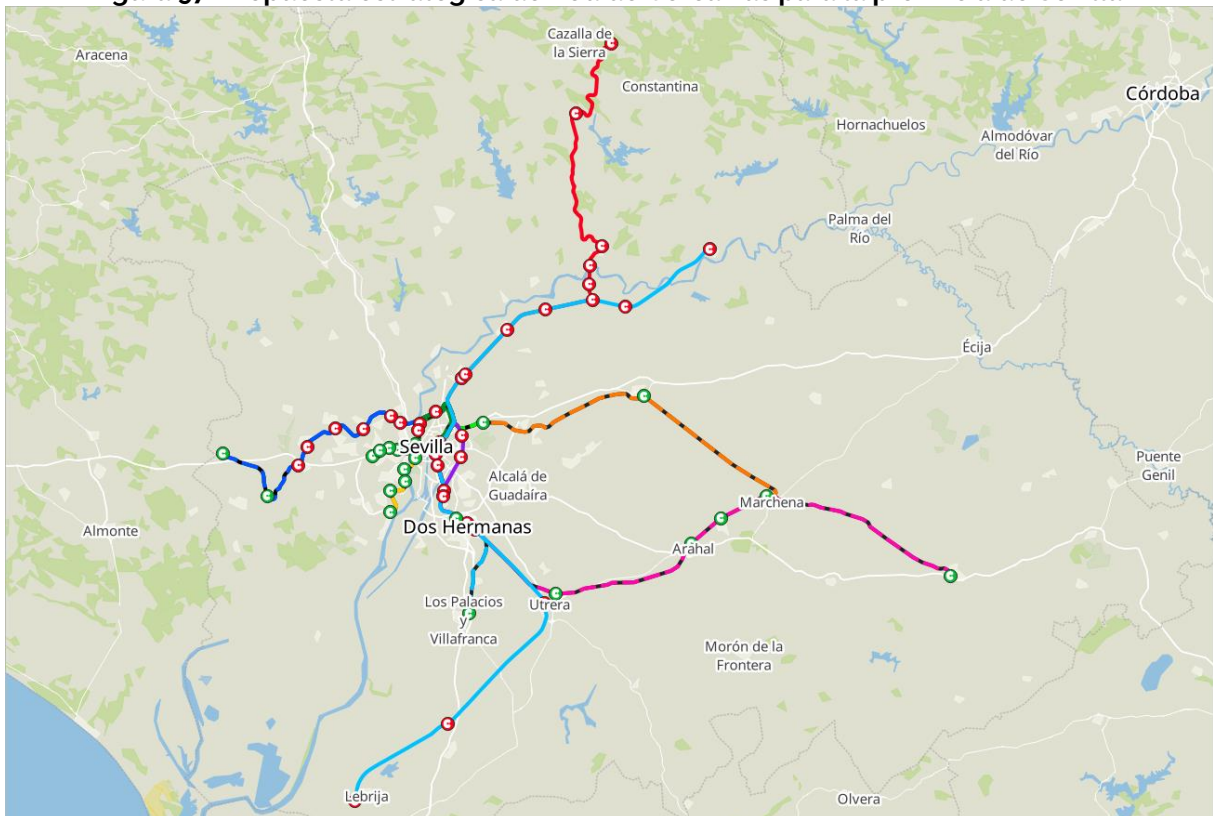 Cazalla de
la Sierra
Aracena
Constantina
Córdoba
Hornachuelos
Almodóvar
del Río
Palma del
Río
Écija
Sevilla
Alcalá de
Guadaíra
Puente
Genil
Marchena
Almonte
Dos Hermanas
Arahal
Los Palacios
y
Villafranca
Utrera
Morón de la
Frontera
Lebrija
Olvera